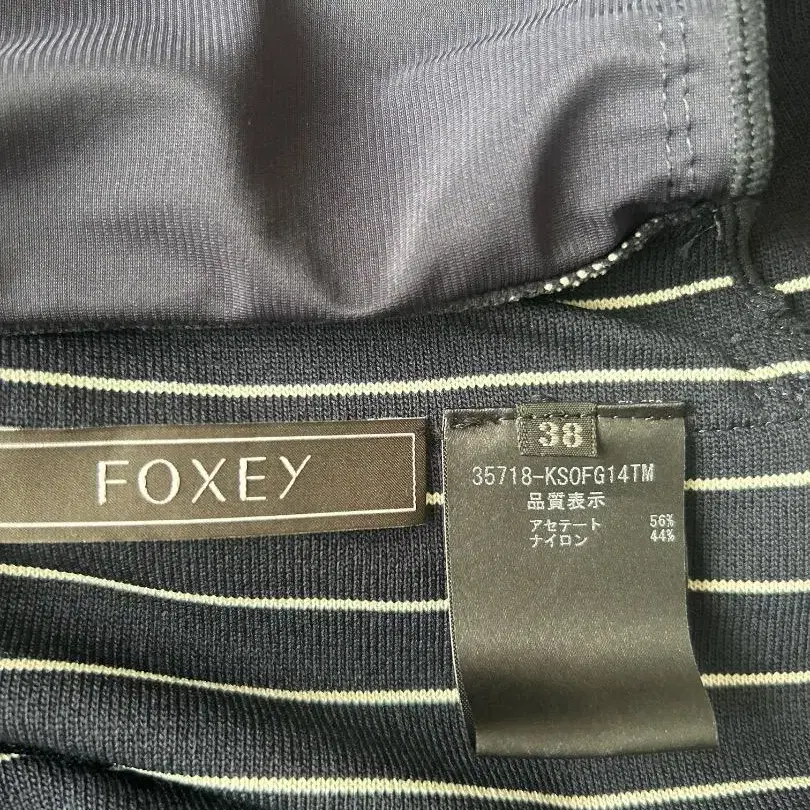 FOXEY
38
35718-KSOFG14TM
品質表示
アセテート 56%
ナイロン 44%